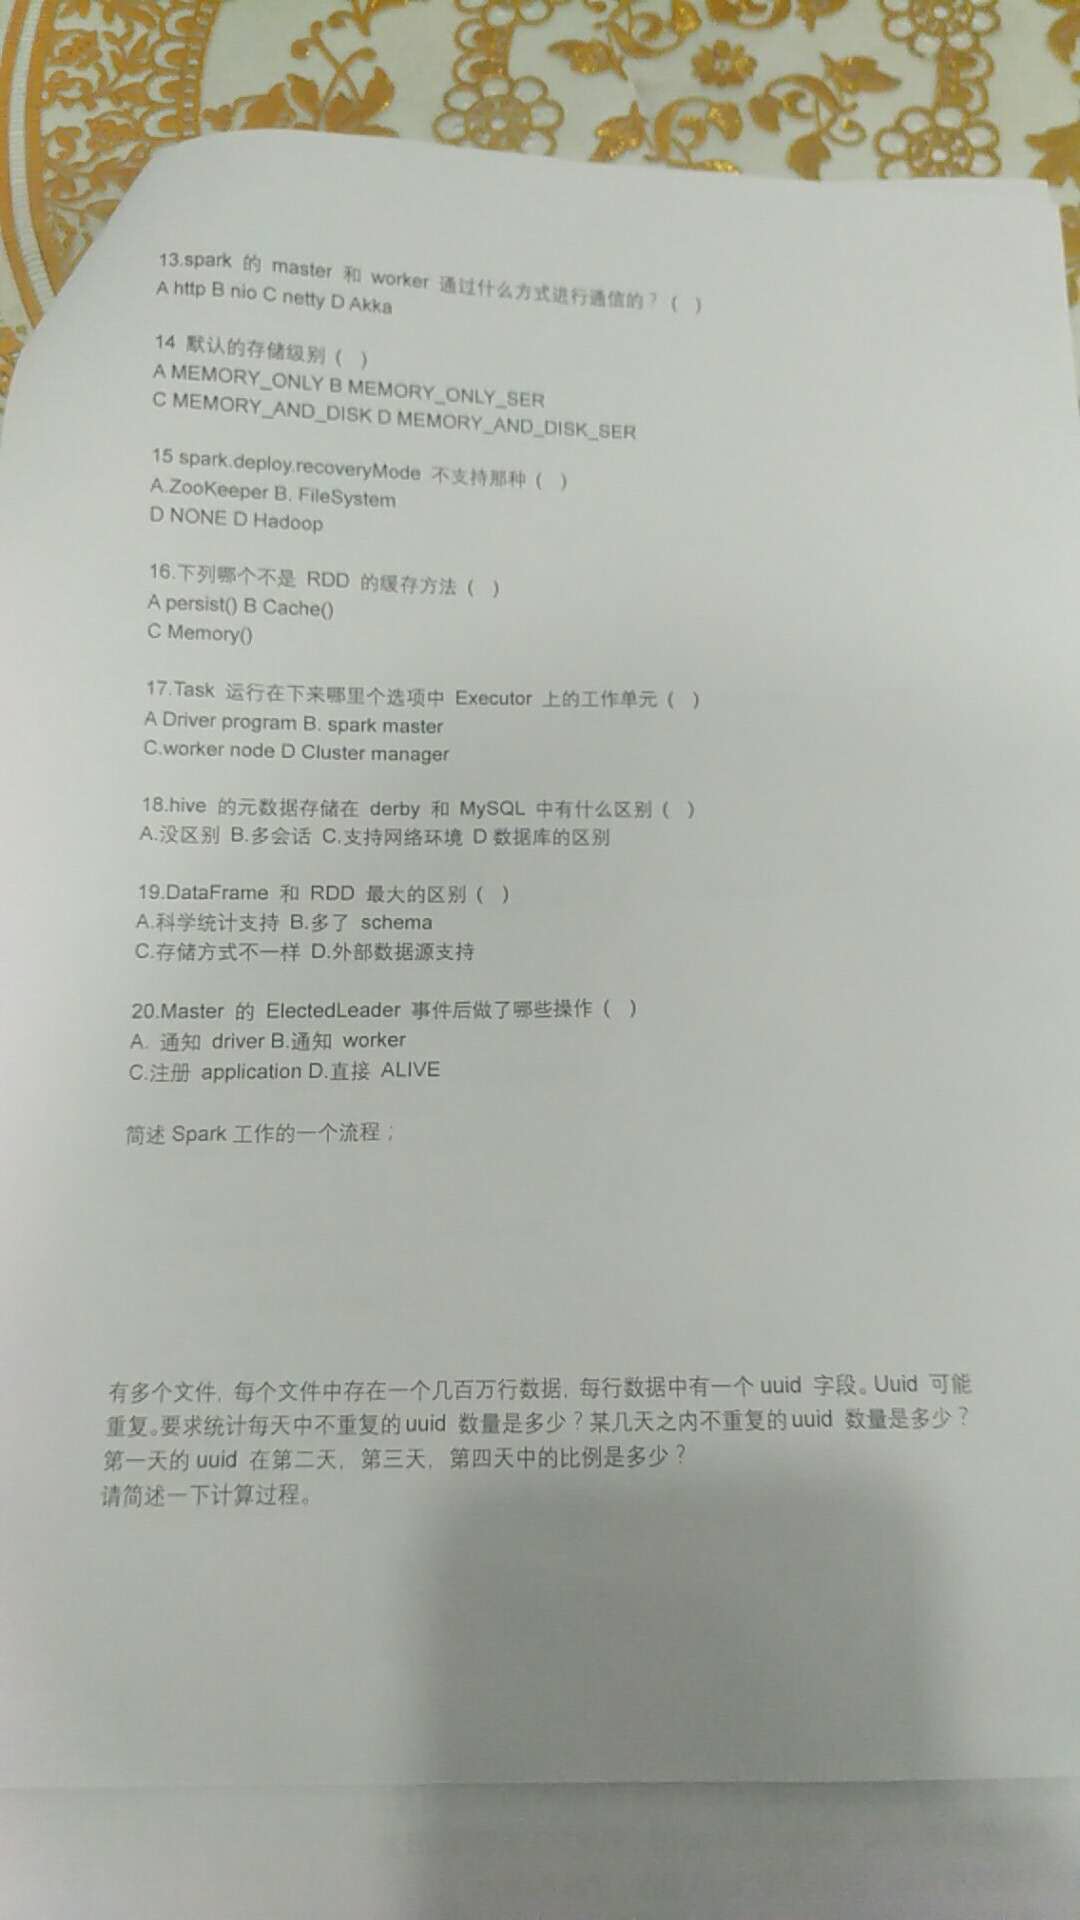 13.spark 的 master 和 worker 通过什么方式进行通信的？( )
A http B nio C netty D Akka
14 默认的存储级别 ( )
A MEMORY_ONLY B MEMORY_ONLY_SER
C MEMORY_AND_DISK D MEMORY_AND_DISK_SER
15 spark.deploy.recoveryMode 不支持那种 ( )
A.ZooKeeper B. FileSystem
D NONE D Hadoop
16.下列哪个不是 RDD 的缓存方法 ( )
A persist() B Cache()
C Memory()
17.Task 运行在下来哪里个选项中 Executor 上的工作单元 ( )
A Driver program B. spark master
C.worker node D Cluster manager
18.hive 的元数据存储在 derby 和 MySQL 中有什么区别 ( )
A.没区别 B.多会话 C.支持网络环境 D 数据库的区别
19.DataFrame 和 RDD 最大的区别 ( )
A.科学统计支持 B.多了 schema
C.存储方式不一样 D.外部数据源支持
20.Master 的 ElectedLeader 事件后做了哪些操作 ( )
A. 通知 driver B.通知 worker
C.注册 application D.直接 ALIVE
简述 Spark 工作的一个流程；
有多个文件，每个文件中存在一个几百万行数据，每行数据中有一个 uuid 字段。Uuid 可能
重复。要求统计每天中不重复的 uuid 数量是多少？某几天之内不重复的 uuid 数量是多少？
第一天的 uuid 在第二天，第三天，第四天中的比例是多少？
请简述一下计算过程。